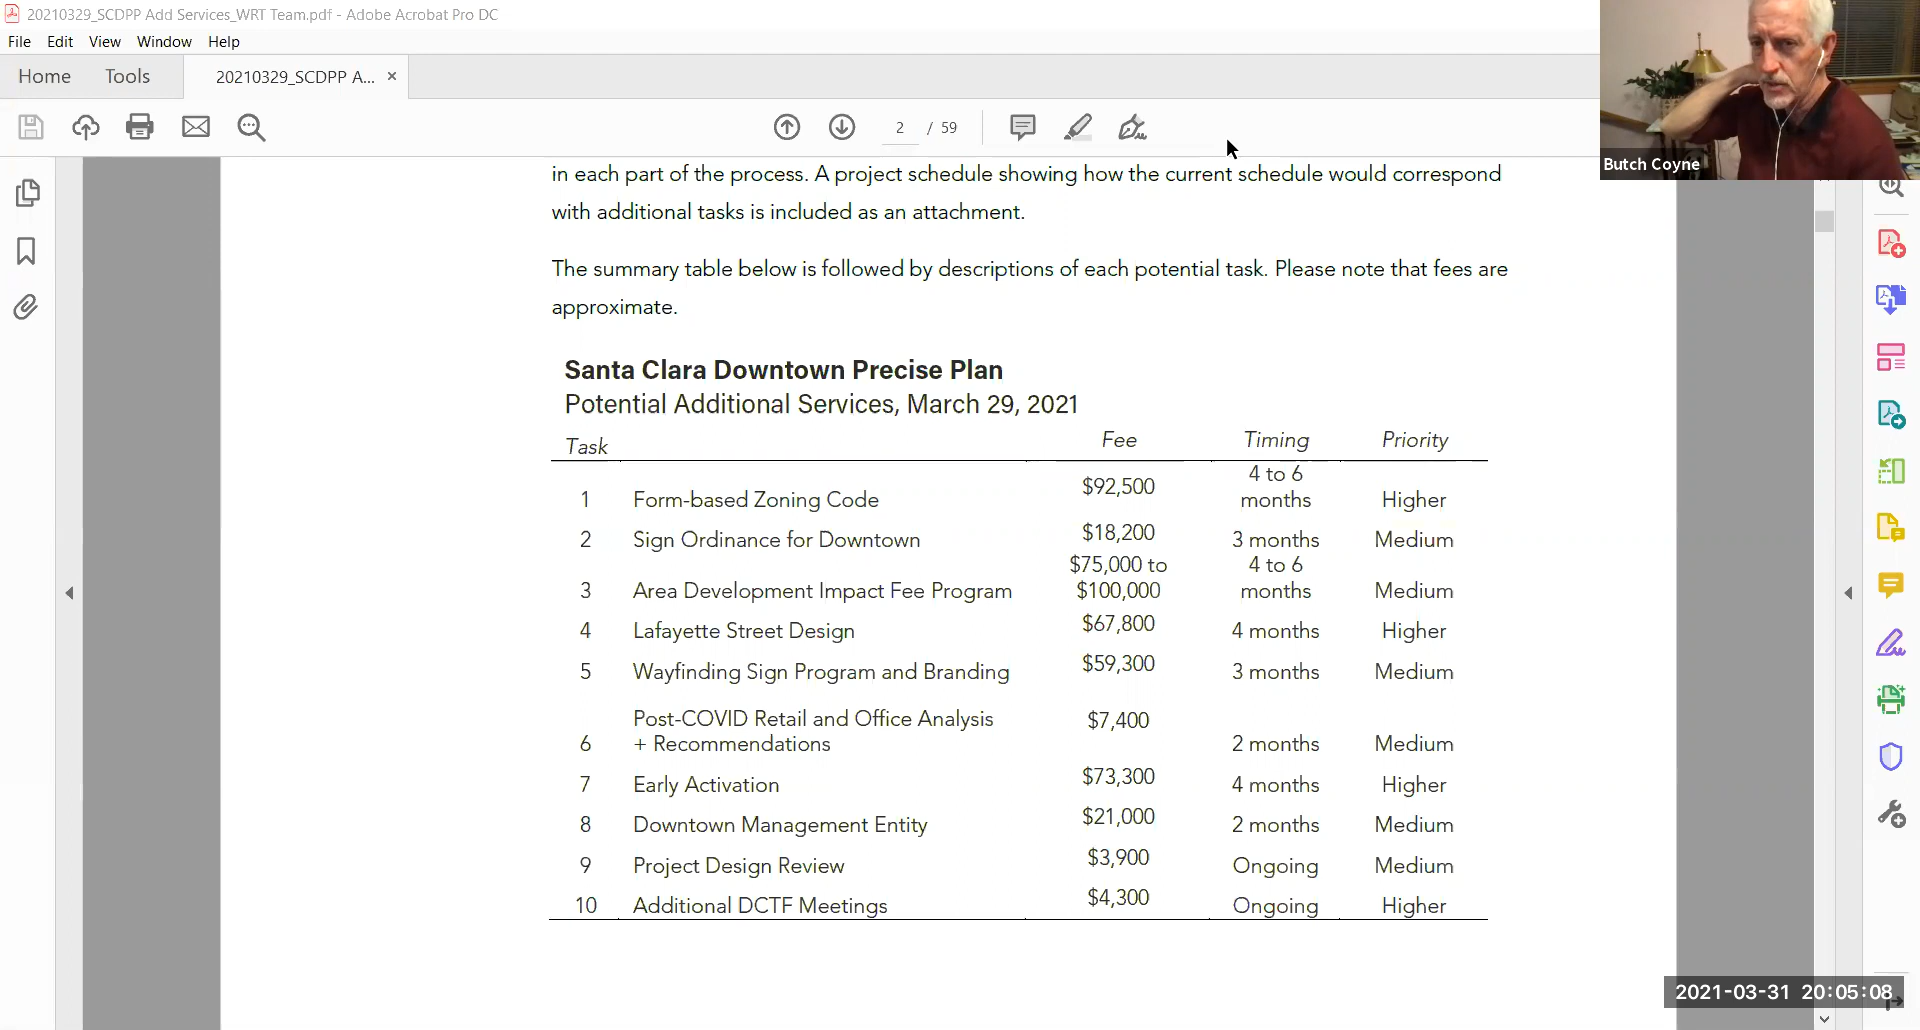 20210329_SCDPP Add Services_WRT Team.pdf - Adobe Acrobat Pro DC
File Edit View Window Help
Home Tools 20210329_SCDPP A... ×
2 / 59
Butch Coyne
in each part of the process. A project schedule showing how the current schedule would correspond
with additional tasks is included as an attachment.
The summary table below is followed by descriptions of each potential task. Please note that fees are
approximate.
Santa Clara Downtown Precise Plan
Potential Additional Services, March 29, 2021
Task Fee Timing Priority
1 Form-based Zoning Code $92,500 4 to 6 months Higher
2 Sign Ordinance for Downtown $18,200 3 months Medium
3 Area Development Impact Fee Program $75,000 to $100,000 4 to 6 months Medium
4 Lafayette Street Design $67,800 4 months Higher
5 Wayfinding Sign Program and Branding $59,300 3 months Medium
6 Post-COVID Retail and Office Analysis + Recommendations $7,400 2 months Medium
7 Early Activation $73,300 4 months Higher
8 Downtown Management Entity $21,000 2 months Medium
9 Project Design Review $3,900 Ongoing Medium
10 Additional DCTF Meetings $4,300 Ongoing Higher
2021-03-31 20:05:08